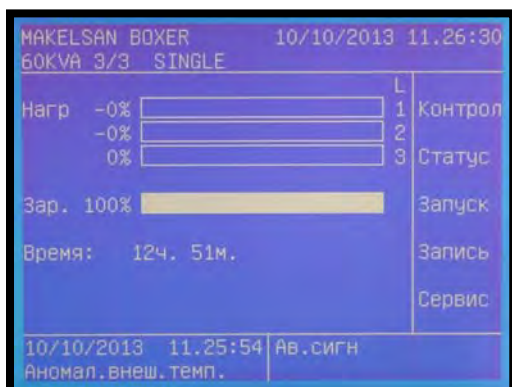 MAKELSAN BOXER 10/10/2013 11.26:30
60KVA 3/3 SINGLE
L
Нагр -0% 1 Контрол
-0% 2
0% 3 Статус
Зар. 100% Запуск
Время: 12ч. 51м. Запись
Сервис
10/10/2013 11.25:54 Ав.сигн
Аномал.внеш.темп.